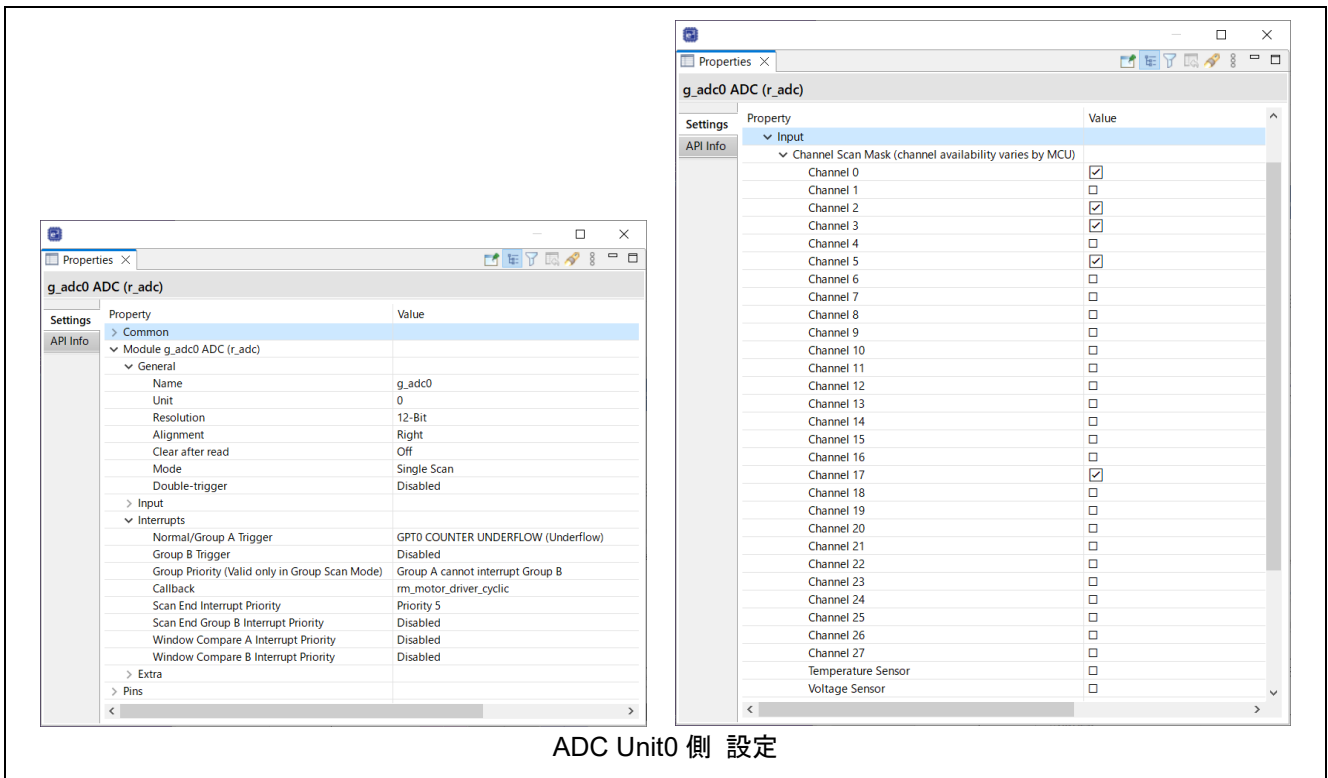 Properties
g_adc0 ADC (r_adc)
Settings
API Info
Property Value
Common
Module g_adc0 ADC (r_adc)
General
Name g_adc0
Unit 0
Resolution 12-Bit
Alignment Right
Clear after read Off
Mode Single Scan
Double-trigger Disabled
Input
Interrupts
Normal/Group A Trigger GPT0 COUNTER UNDERFLOW (Underflow)
Group B Trigger Disabled
Group Priority (Valid only in Group Scan Mode) Group A cannot interrupt Group B
Callback rm_motor_driver_cyclic
Scan End Interrupt Priority Priority 5
Scan End Group B Interrupt Priority Disabled
Window Compare A Interrupt Priority Disabled
Window Compare B Interrupt Priority Disabled
Extra
Pins
Properties
g_adc0 ADC (r_adc)
Settings
API Info
Property Value
Input
Channel Scan Mask (channel availability varies by MCU)
Channel 0
Channel 1
Channel 2
Channel 3
Channel 4
Channel 5
Channel 6
Channel 7
Channel 8
Channel 9
Channel 10
Channel 11
Channel 12
Channel 13
Channel 14
Channel 15
Channel 16
Channel 17
Channel 18
Channel 19
Channel 20
Channel 21
Channel 22
Channel 23
Channel 24
Channel 25
Channel 26
Channel 27
Temperature Sensor
Voltage Sensor
ADC Unit0 側 設定